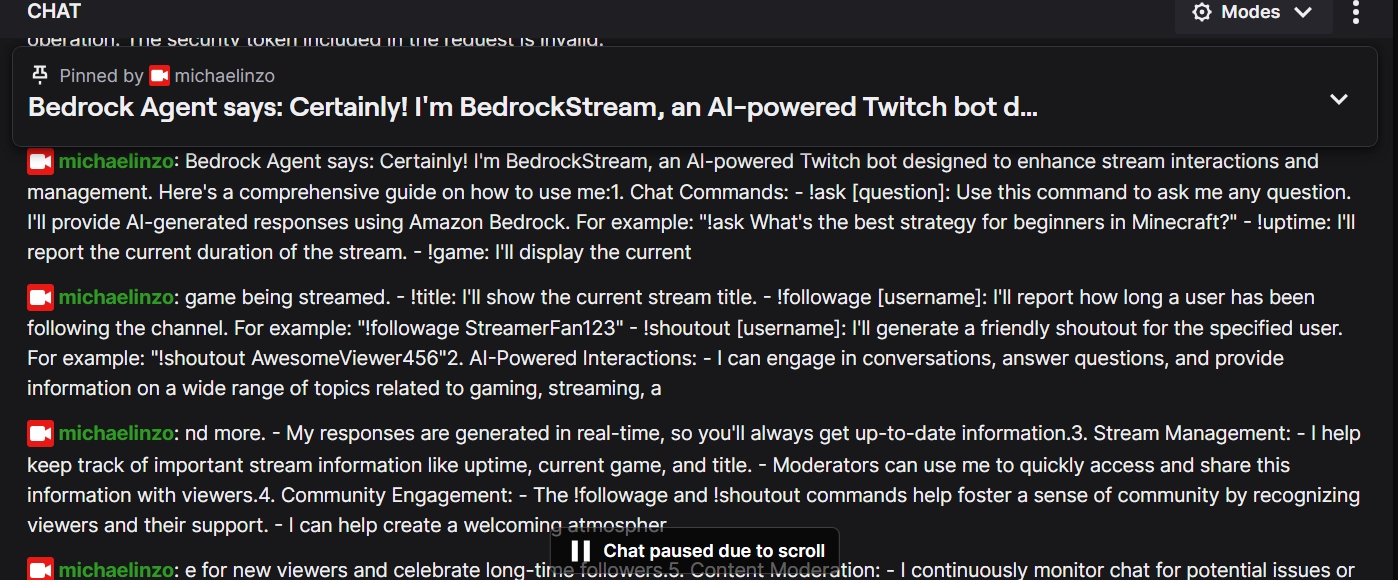 CHAT
Modes
operation. The security token included in the request is invalid.
Pinned by michaelinzo
Bedrock Agent says: Certainly! I'm BedrockStream, an AI-powered Twitch bot d...
michaelinzo: Bedrock Agent says: Certainly! I'm BedrockStream, an AI-powered Twitch bot designed to enhance stream interactions and
management. Here's a comprehensive guide on how to use me:1. Chat Commands: - !ask [question]: Use this command to ask me any question.
I'll provide AI-generated responses using Amazon Bedrock. For example: "!ask What's the best strategy for beginners in Minecraft?" - !uptime: I'll
report the current duration of the stream. - !game: I'll display the current
michaelinzo: game being streamed. - !title: I'll show the current stream title. - !followage [username]: I'll report how long a user has been
following the channel. For example: "!followage StreamerFan123" - !shoutout [username]: I'll generate a friendly shoutout for the specified user.
For example: "!shoutout AwesomeViewer456"2. AI-Powered Interactions: - I can engage in conversations, answer questions, and provide
information on a wide range of topics related to gaming, streaming, a
michaelinzo: nd more. - My responses are generated in real-time, so you'll always get up-to-date information.3. Stream Management: - I help
keep track of important stream information like uptime, current game, and title. - Moderators can use me to quickly access and share this
information with viewers.4. Community Engagement: - The !followage and !shoutout commands help foster a sense of community by recognizing
viewers and their support. - I can help create a welcoming atmospher
Chat paused due to scroll
michaelinzo: e for new viewers and celebrate long-time followers.5. Content Moderation: - I continuously monitor chat for potential issues or